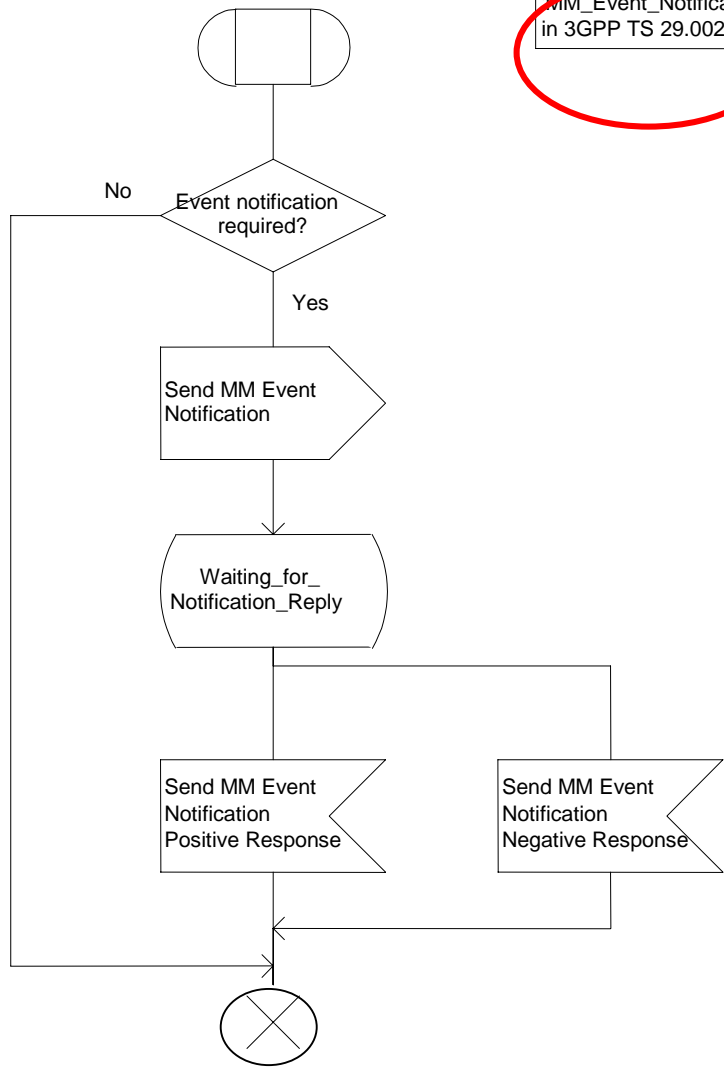 in 3GPP TS 29.002
No
Event notification
required?
Yes
Send MM Event
Notification
Waiting_for_
Notification_Reply
Send MM Event
Notification
Positive Response
Send MM Event
Notification
Negative Response